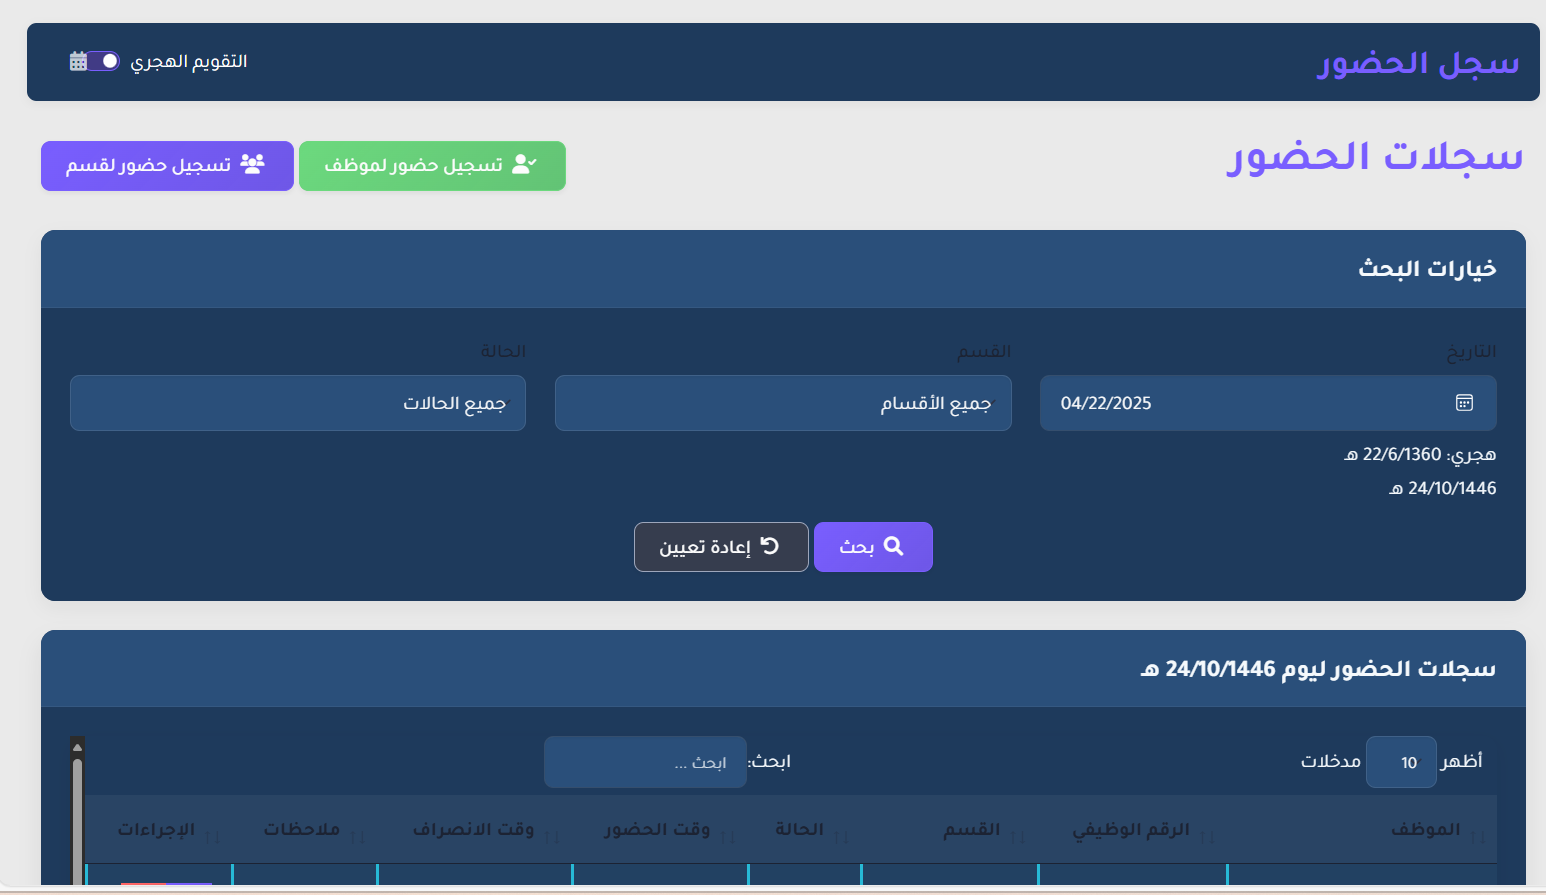 سجل الحضور
التقويم الهجري
سجلات الحضور
تسجيل حضور لموظف
تسجيل حضور لقسم
خيارات البحث
التاريخ
القسم
الحالة
04/22/2025
جميع الأقسام
جميع الحالات
هجري: 22/6/1360 هـ
24/10/1446 هـ
بحث
إعادة تعيين
سجلات الحضور ليوم 24/10/1446 هـ
أظهر 10 مدخلات
ابحث: ابحث ...
الموظف
الرقم الوظيفي
القسم
الحالة
وقت الحضور
وقت الانصراف
ملاحظات
الإجراءات